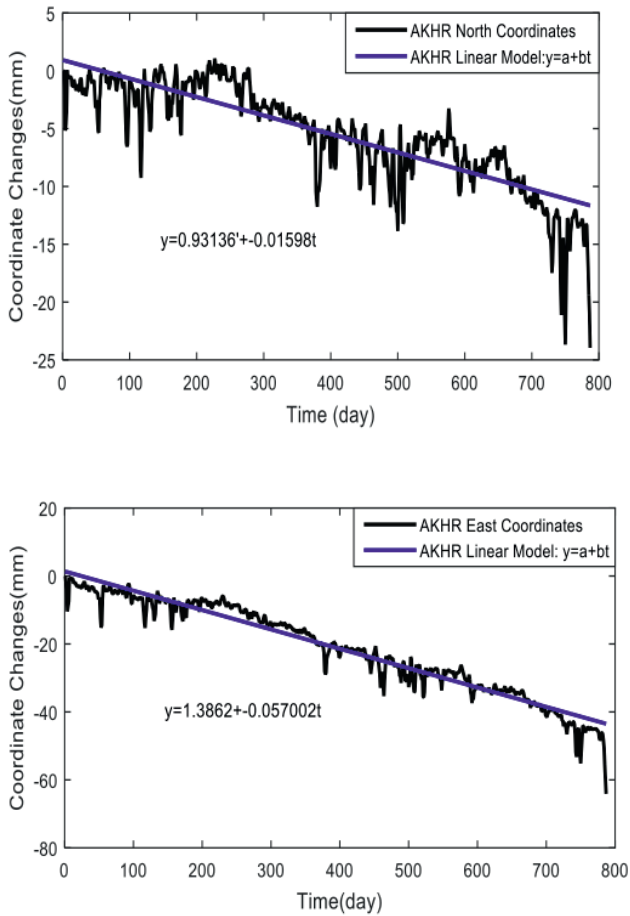 5
0
-5
-10
-15
-20
-25
Coordinate Changes(mm)
AKHR North Coordinates
AKHR Linear Model:y=a+bt
y=0.93136'+-0.01598t
0 100 200 300 400 500 600 700 800
Time (day)
20
0
-20
-40
-60
-80
Coordinate Changes(mm)
AKHR East Coordinates
AKHR Linear Model: y=a+bt
y=1.3862+-0.057002t
0 100 200 300 400 500 600 700 800
Time(day)